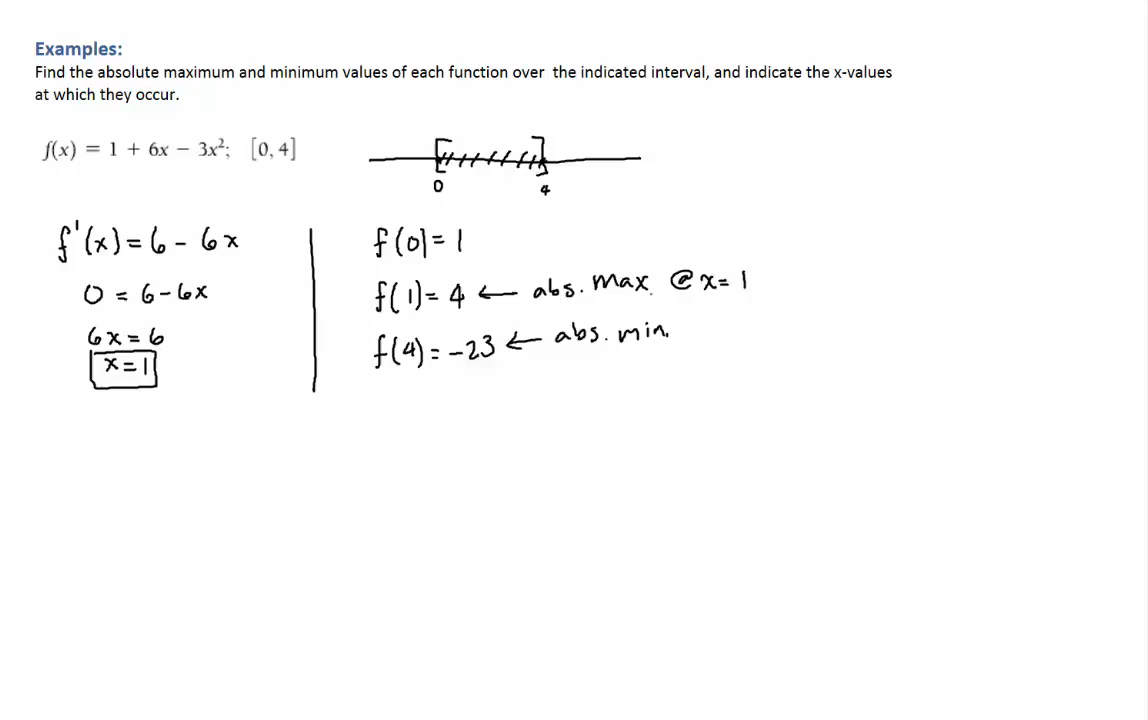 Examples:
Find the absolute maximum and minimum values of each function over the indicated interval, and indicate the x-values
at which they occur.
f(x) = 1 + 6x − 3x²; [0, 4]
0 4
f'(x) = 6 - 6x
0 = 6 - 6x
6x = 6
x = 1
f(0) = 1
f(1) = 4 ← abs. max. @ x = 1
f(4) = -23 ← abs. min.